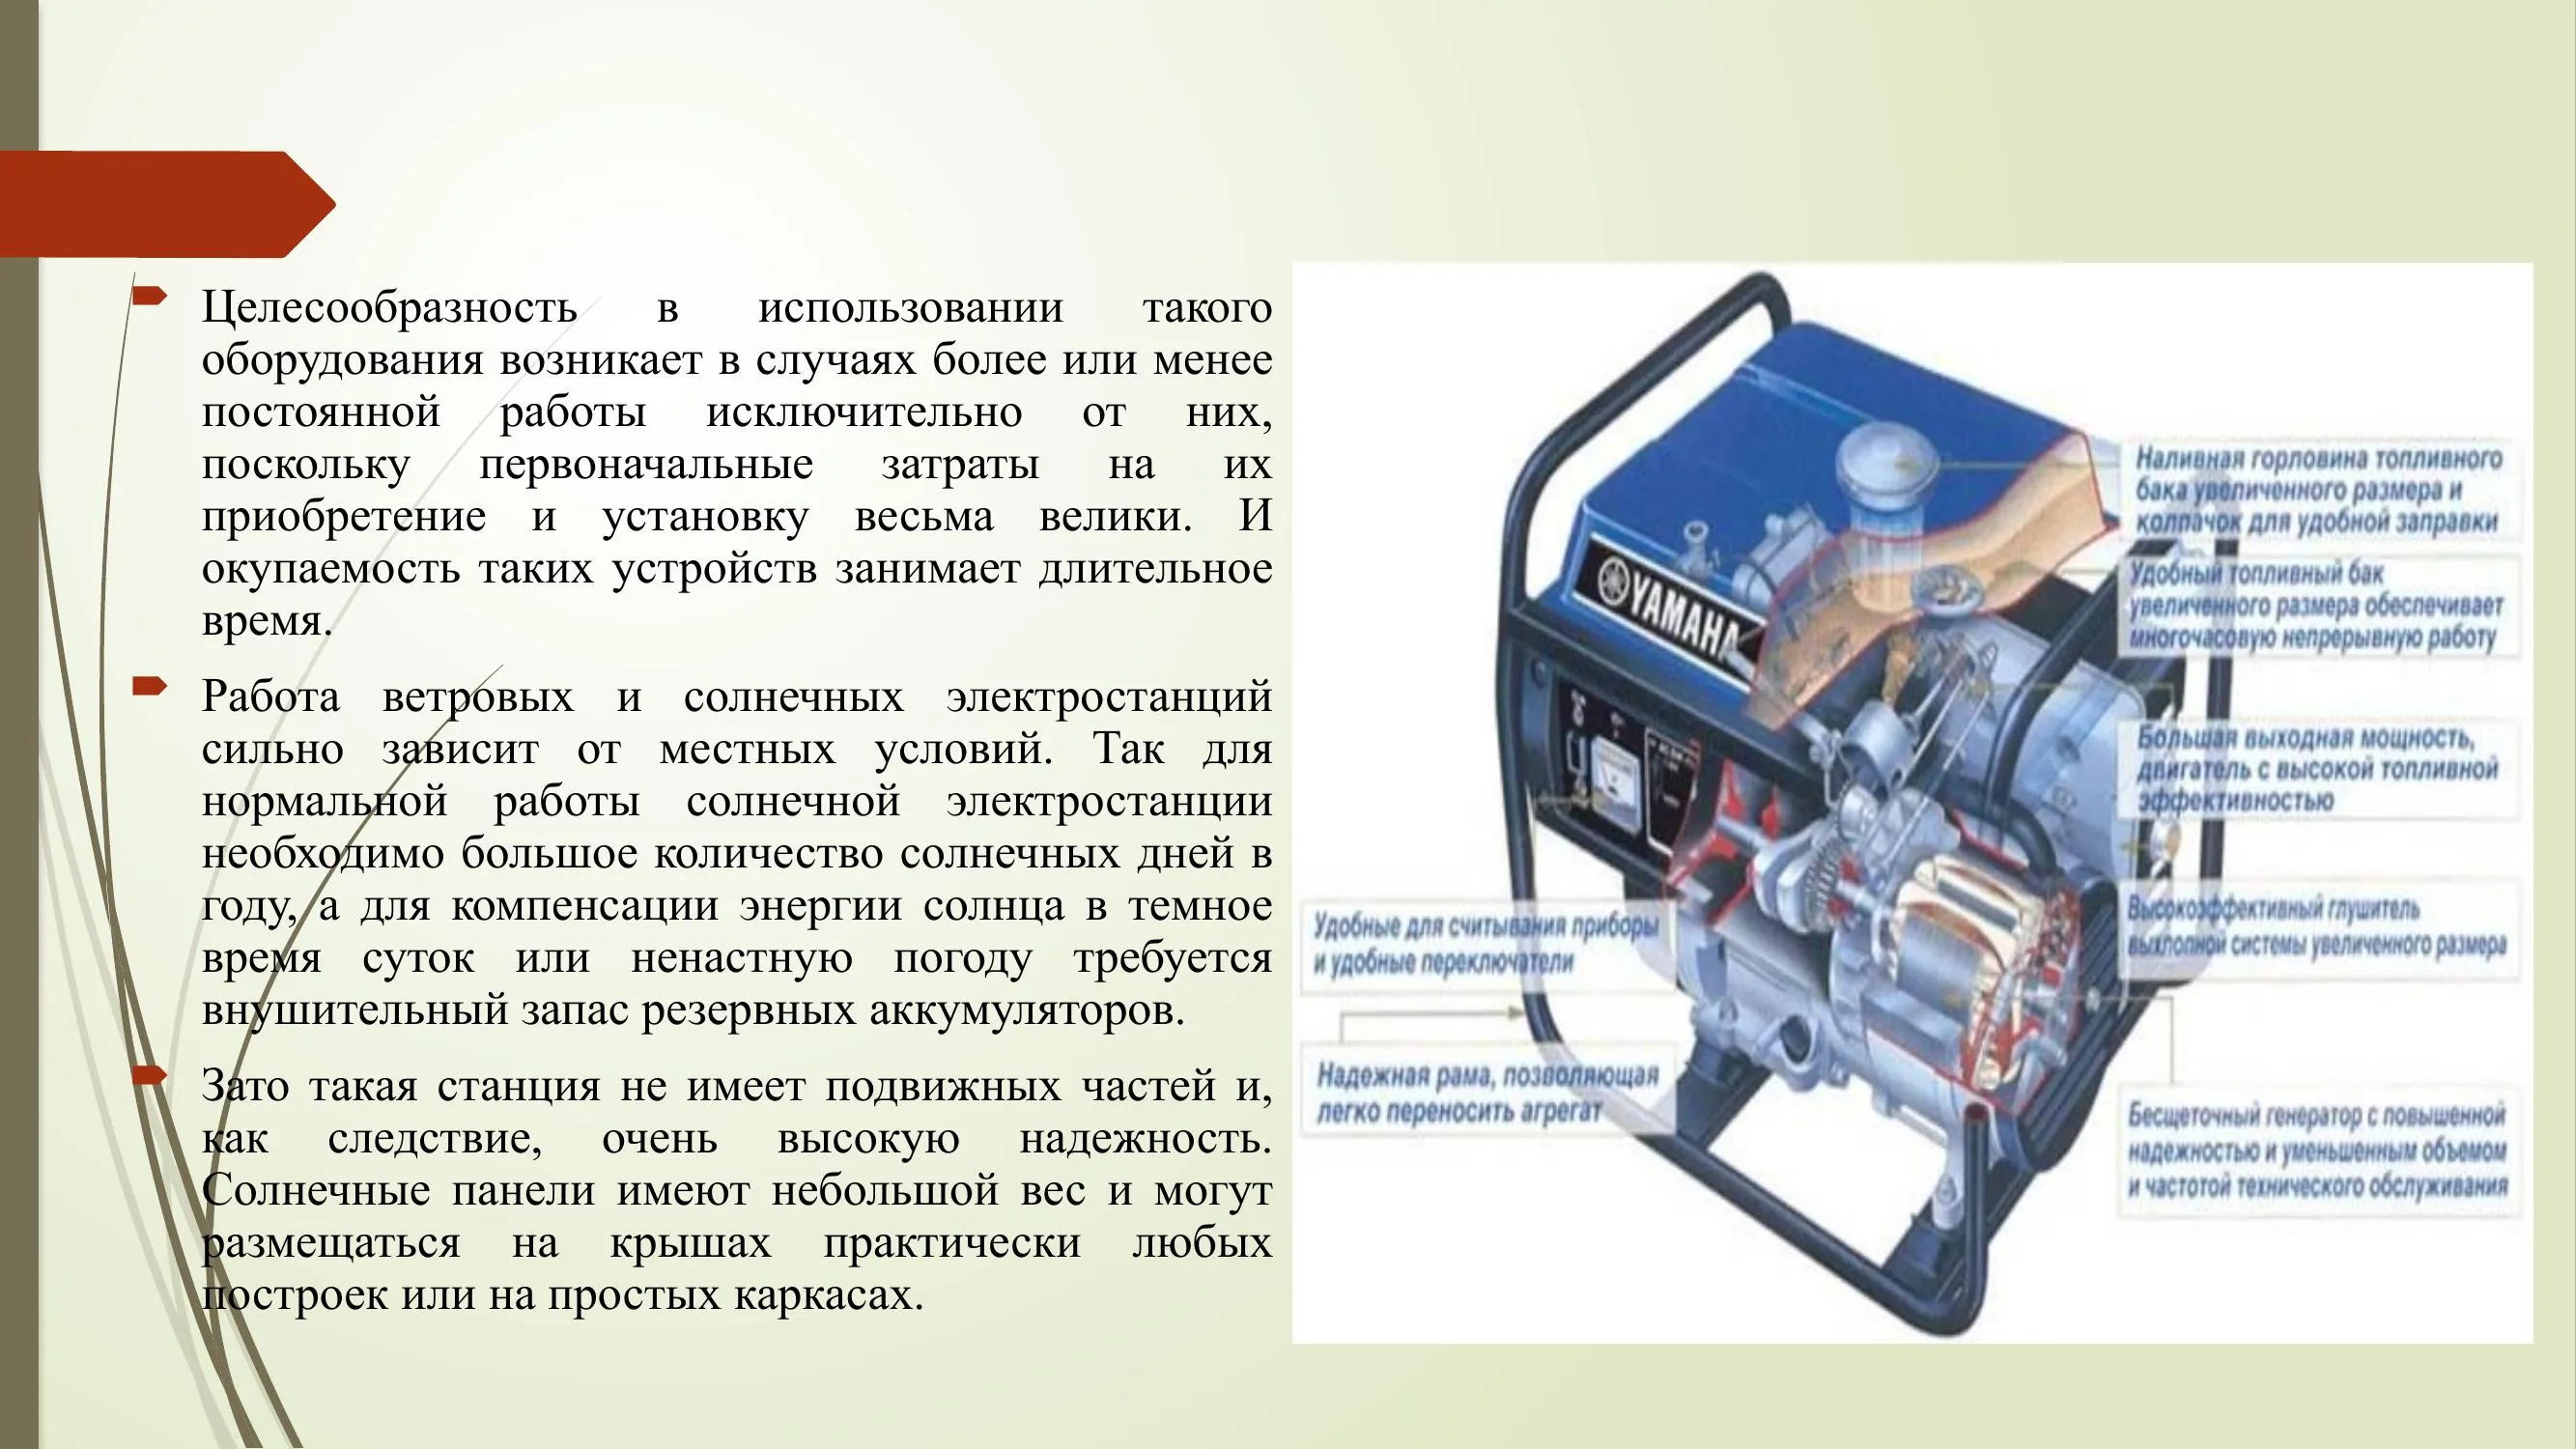 Целесообразность в использовании такого
оборудования возникает в случаях более или менее
постоянной работы исключительно от них,
поскольку первоначальные затраты на их
приобретение и установку весьма велики. И
окупаемость таких устройств занимает длительное
время.
Работа ветровых и солнечных электростанций
сильно зависит от местных условий. Так для
нормальной работы солнечной электростанции
необходимо большое количество солнечных дней в
году, а для компенсации энергии солнца в темное
время суток или ненастную погоду требуется
внушительный запас резервных аккумуляторов.
Зато такая станция не имеет подвижных частей и,
как следствие, очень высокую надежность.
Солнечные панели имеют небольшой вес и могут
размещаться на крышах практически любых
построек или на простых каркасах.
YAMAHA
Наливная горловина топливного
бака увеличенного размера и
колпачок для удобной заправки
Удобный топливный бак
увеличенного размера обеспечивает
многочасовую непрерывную работу
Большая выходная мощность,
двигатель с высокой топливной
эффективностью
Высокоэффективный глушитель
выхлопной системы увеличенного размера
Бесщеточный генератор с повышенной
надежностью и уменьшенным объемом
и частотой технического обслуживания
Удобные для считывания приборы
и удобные переключатели
Надежная рама, позволяющая
легко переносить агрегат